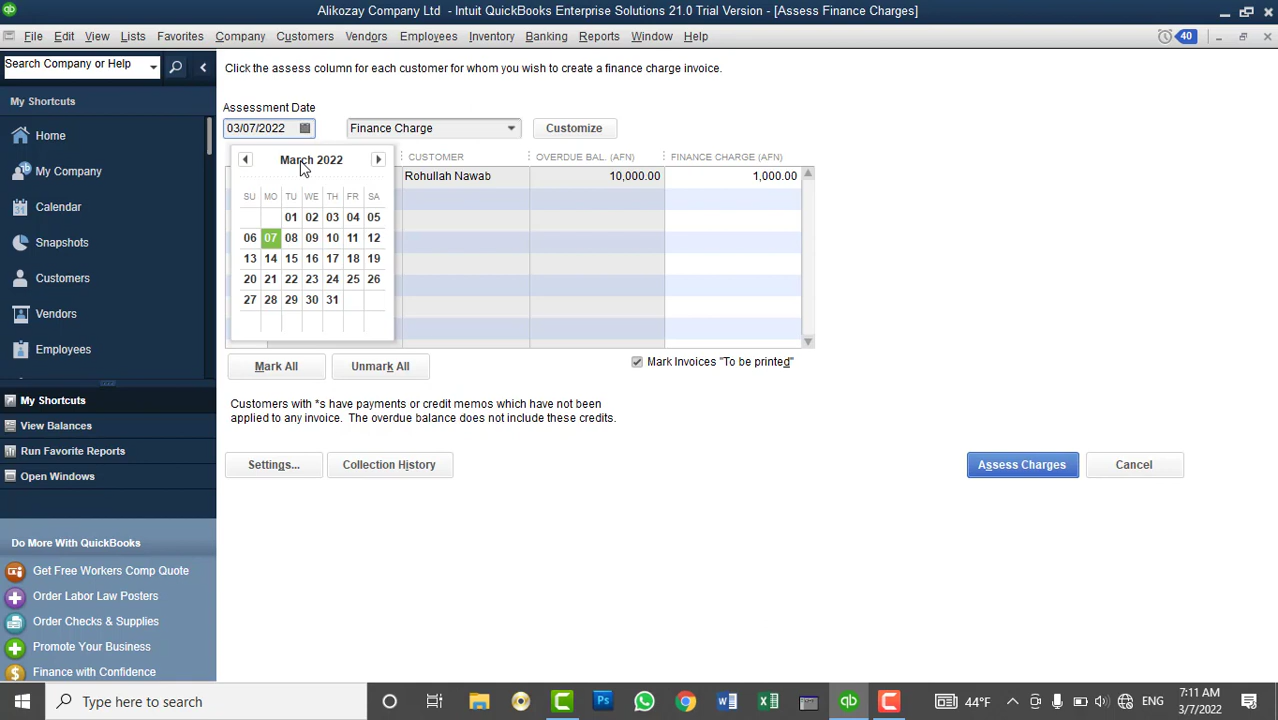 Alikozay Company Ltd - Intuit QuickBooks Enterprise Solutions 21.0 Trial Version - [Assess Finance Charges]
File Edit View Lists Favorites Company Customers Vendors Employees Inventory Banking Reports Window Help 40
Search Company or Help
My Shortcuts
Home
My Company
Calendar
Snapshots
Customers
Vendors
Employees
My Shortcuts
View Balances
Run Favorite Reports
Open Windows
Do More With QuickBooks
Get Free Workers Comp Quote
Order Labor Law Posters
Order Checks & Supplies
Promote Your Business
Finance with Confidence
Click the assess column for each customer for whom you wish to create a finance charge invoice.
Assessment Date
03/07/2022 Finance Charge Customize
March 2022
SU MO TU WE TH FR SA
01 02 03 04 05
06 07 08 09 10 11 12
13 14 15 16 17 18 19
20 21 22 23 24 25 26
27 28 29 30 31
CUSTOMER OVERDUE BAL. (AFN) FINANCE CHARGE (AFN)
Rohullah Nawab 10,000.00 1,000.00
Mark All Unmark All Mark Invoices "To be printed"
Customers with *s have payments or credit memos which have not been
applied to any invoice. The overdue balance does not include these credits.
Settings... Collection History Assess Charges Cancel
Type here to search
44°F ENG
7:11 AM
3/7/2022